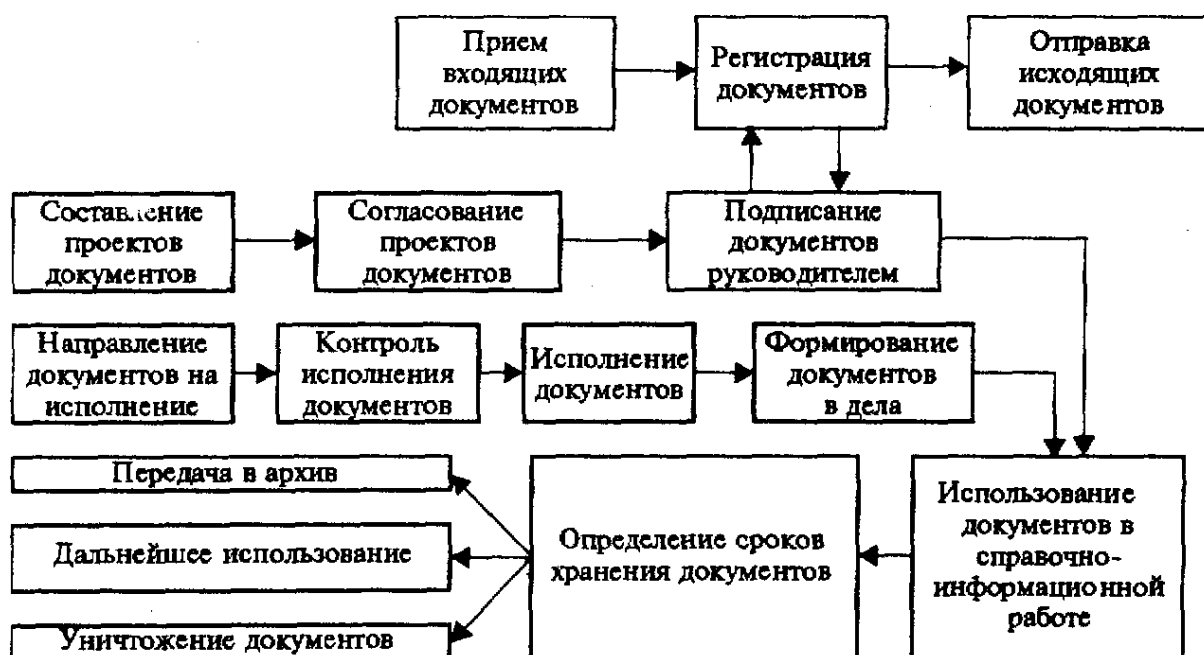 Прием
входящих
документов
Регистрация
документов
Отправка
исходящих
документов
Составление
проектов
документов
Согласование
проектов
документов
Подписание
документов
руководителем
Направление
документов на
исполнение
Контроль
исполнения
документов
Исполнение
документов
Формирование
документов
в дела
Передача в архив
Дальнейшее использование
Уничтожение документов
Определение сроков
хранения документов
Использование
документов в
справочно-
информационной
работе